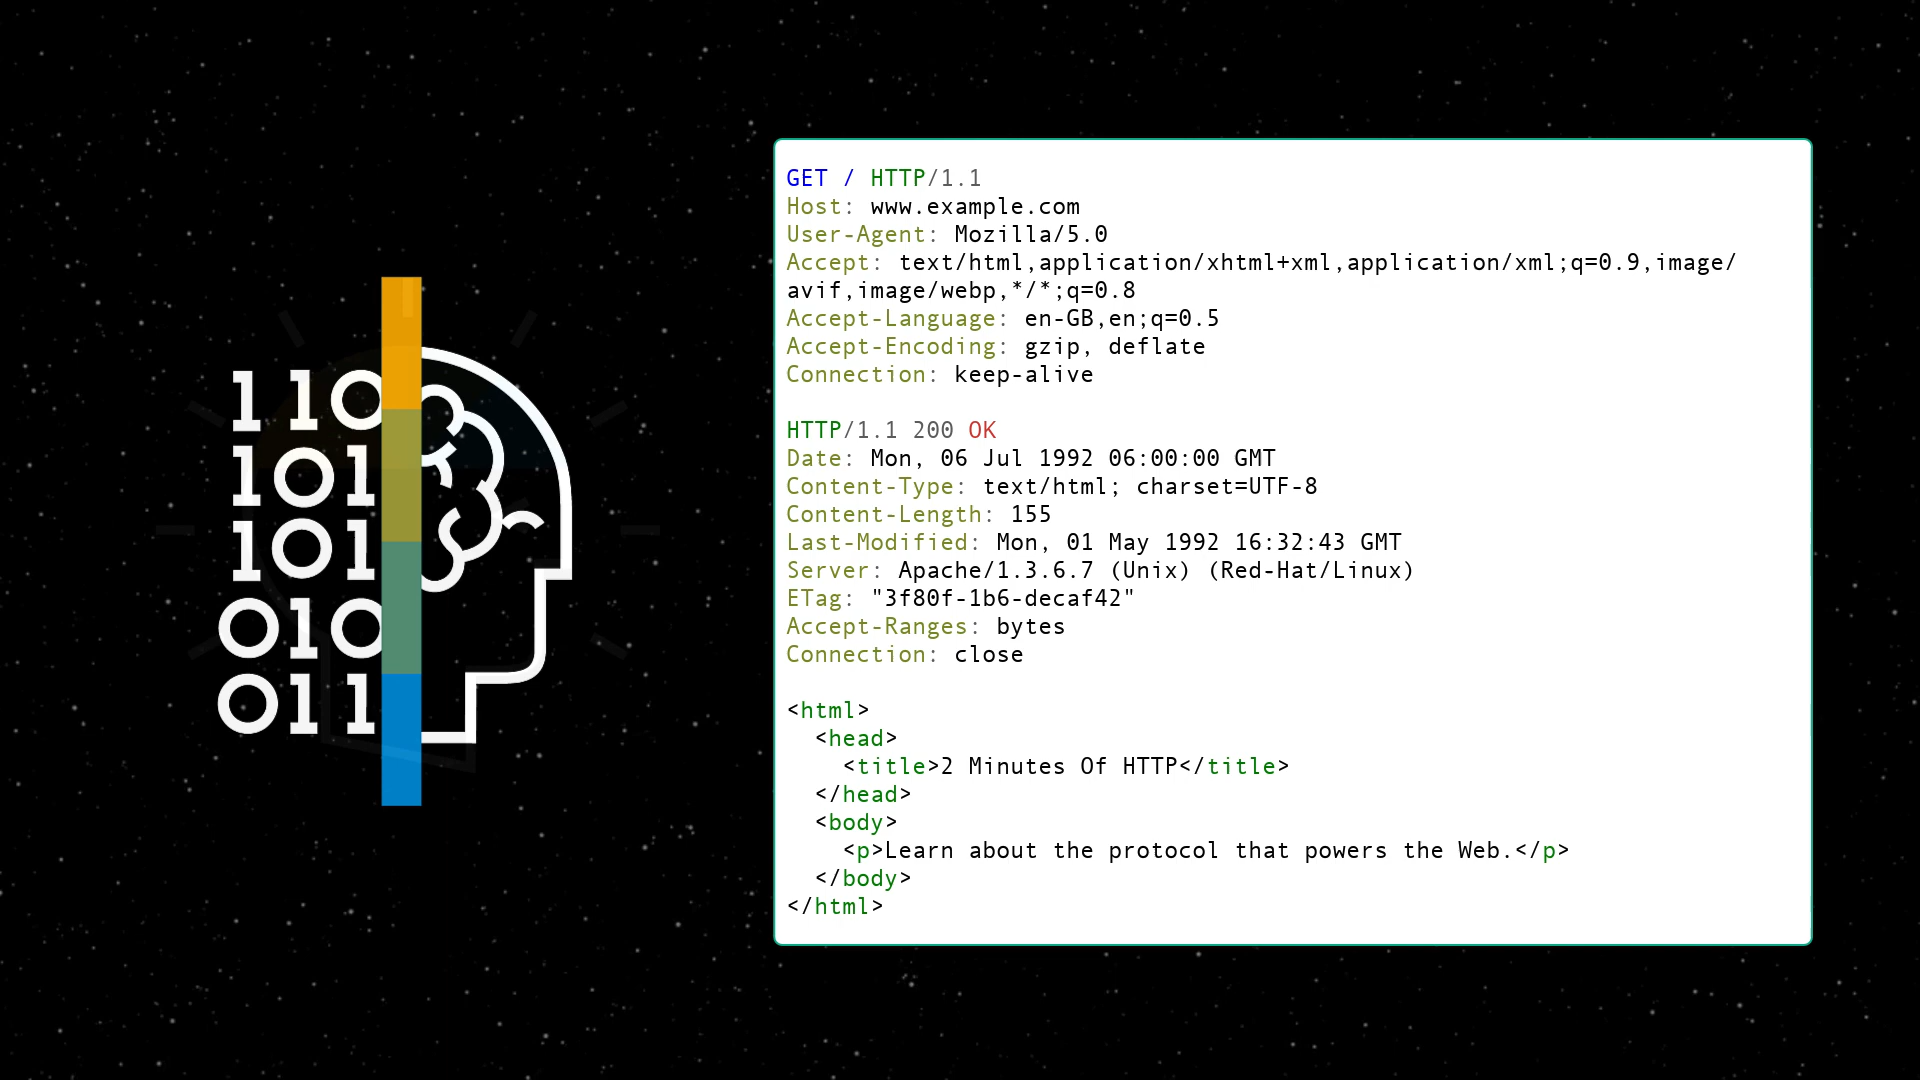 110
101
101
010
011
GET / HTTP/1.1
Host: www.example.com
User-Agent: Mozilla/5.0
Accept: text/html,application/xhtml+xml,application/xml;q=0.9,image/
avif,image/webp,*/*;q=0.8
Accept-Language: en-GB,en;q=0.5
Accept-Encoding: gzip, deflate
Connection: keep-alive

HTTP/1.1 200 OK
Date: Mon, 06 Jul 1992 06:00:00 GMT
Content-Type: text/html; charset=UTF-8
Content-Length: 155
Last-Modified: Mon, 01 May 1992 16:32:43 GMT
Server: Apache/1.3.6.7 (Unix) (Red-Hat/Linux)
ETag: "3f80f-1b6-decaf42"
Accept-Ranges: bytes
Connection: close

<html>
  <head>
    <title>2 Minutes Of HTTP</title>
  </head>
  <body>
    <p>Learn about the protocol that powers the Web.</p>
  </body>
</html>